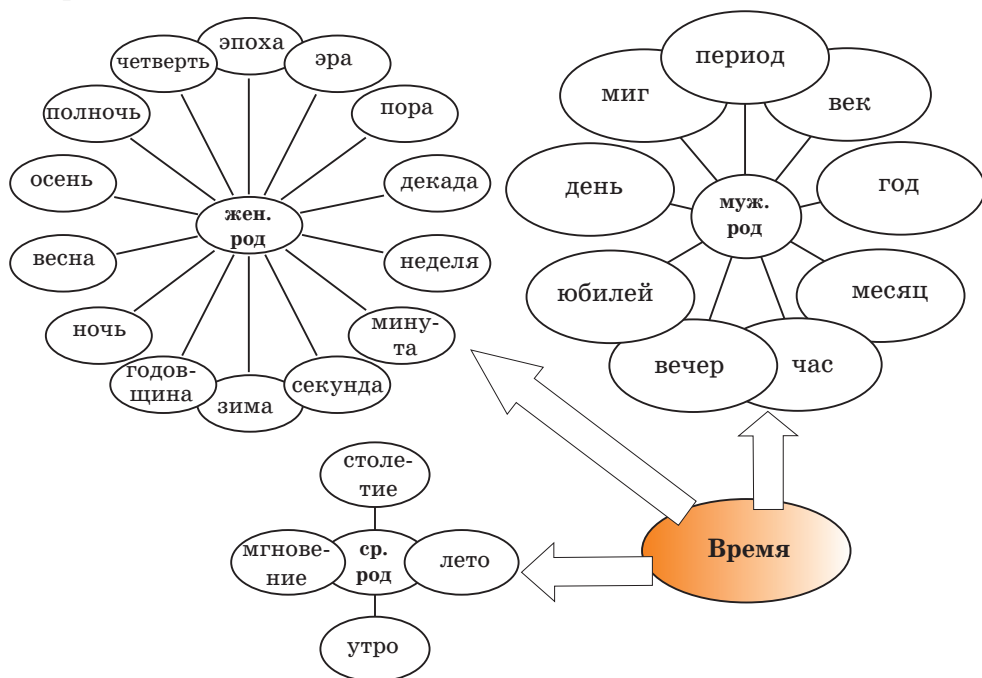 эпоха
четверть
эра
полночь
пора
осень
декада
жен.
род
весна
неделя
ночь
мину-
та
годов-
щина
секунда
зима
период
миг
век
день
год
муж.
род
юбилей
месяц
вечер
час
столе-
тие
мгнове-
ние
ср.
род
лето
утро
Время